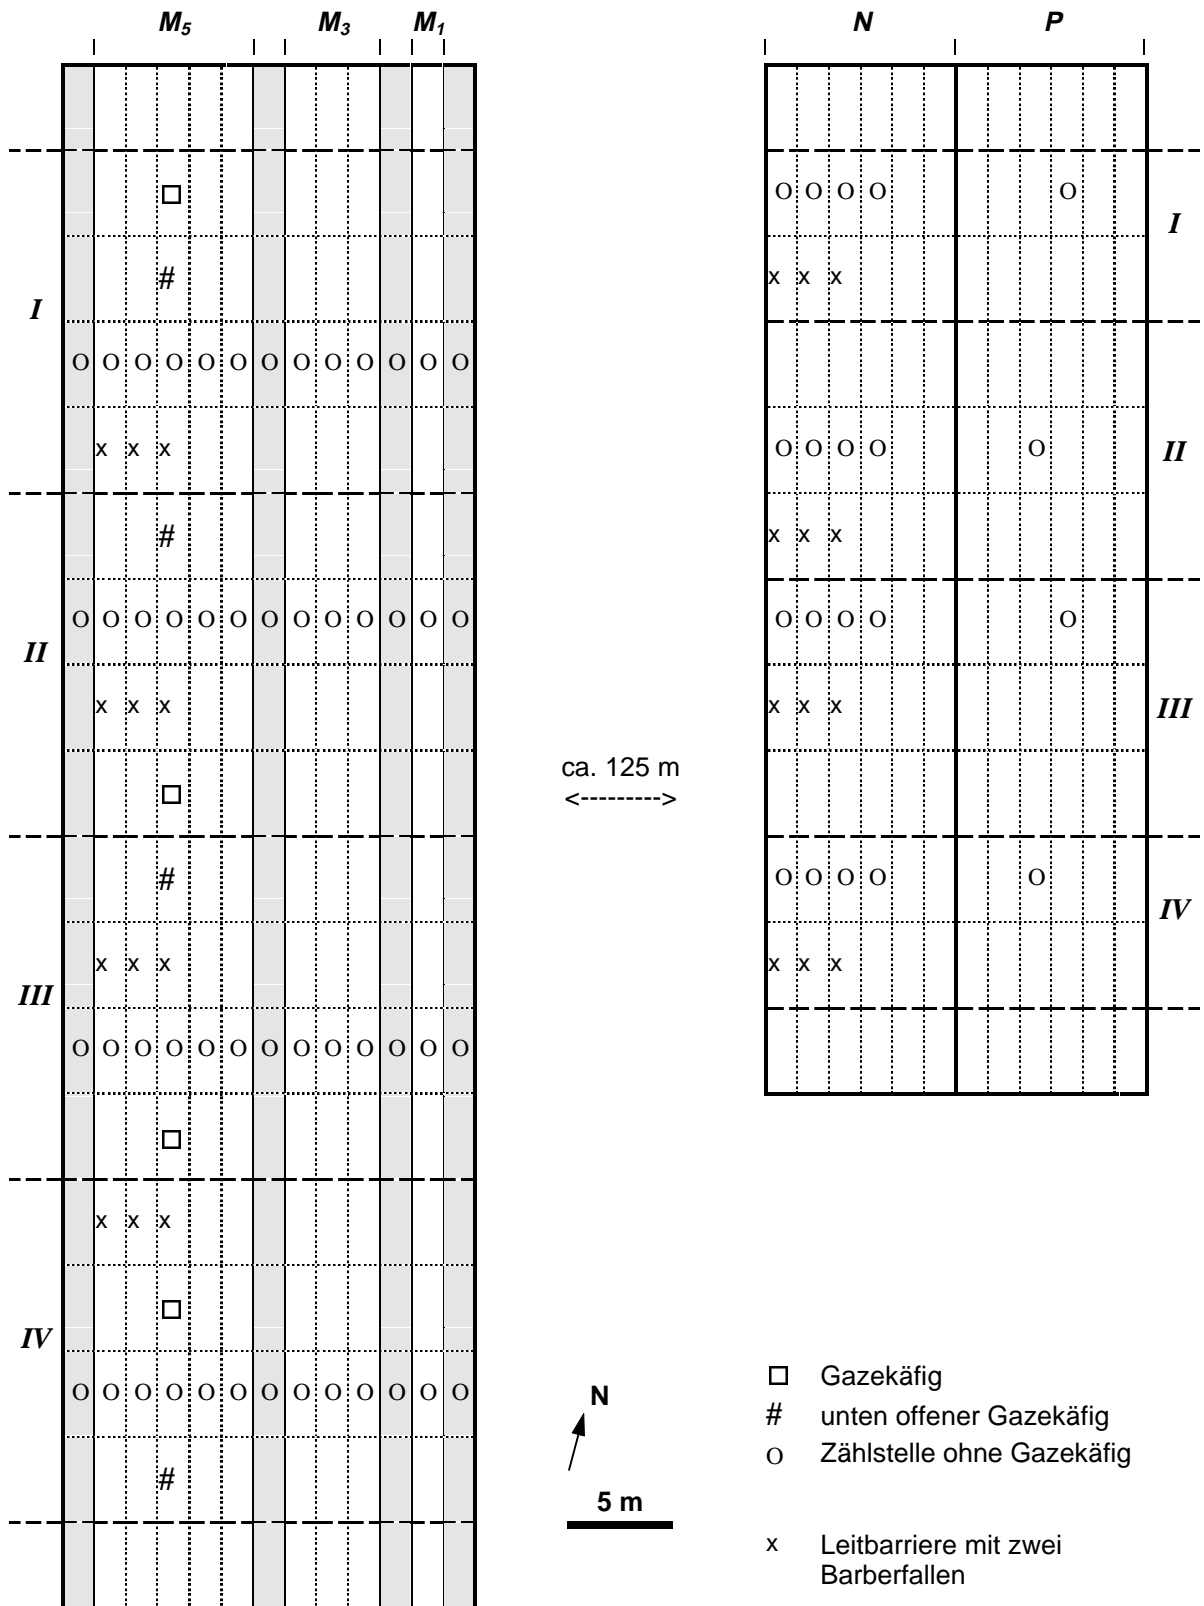 M5 M3 M1 N P
□ O O O O O I
# x x x
I
O O O O O O O O O O O O O
x x x O O O O O II
# x x x
O O O O O O O O O O O O O O O O O O
II
x x x x x x III
ca. 125 m
□ <--------->
# O O O O O
IV
x x x x x x
III
O O O O O O O O O O O O O
□
x x x
□
IV
□ Gazekäfig
O O O O O O O O O O O O O N
# unten offener Gazekäfig
O Zählstelle ohne Gazekäfig
#
5 m
x Leitbarriere mit zwei
Barberfallen